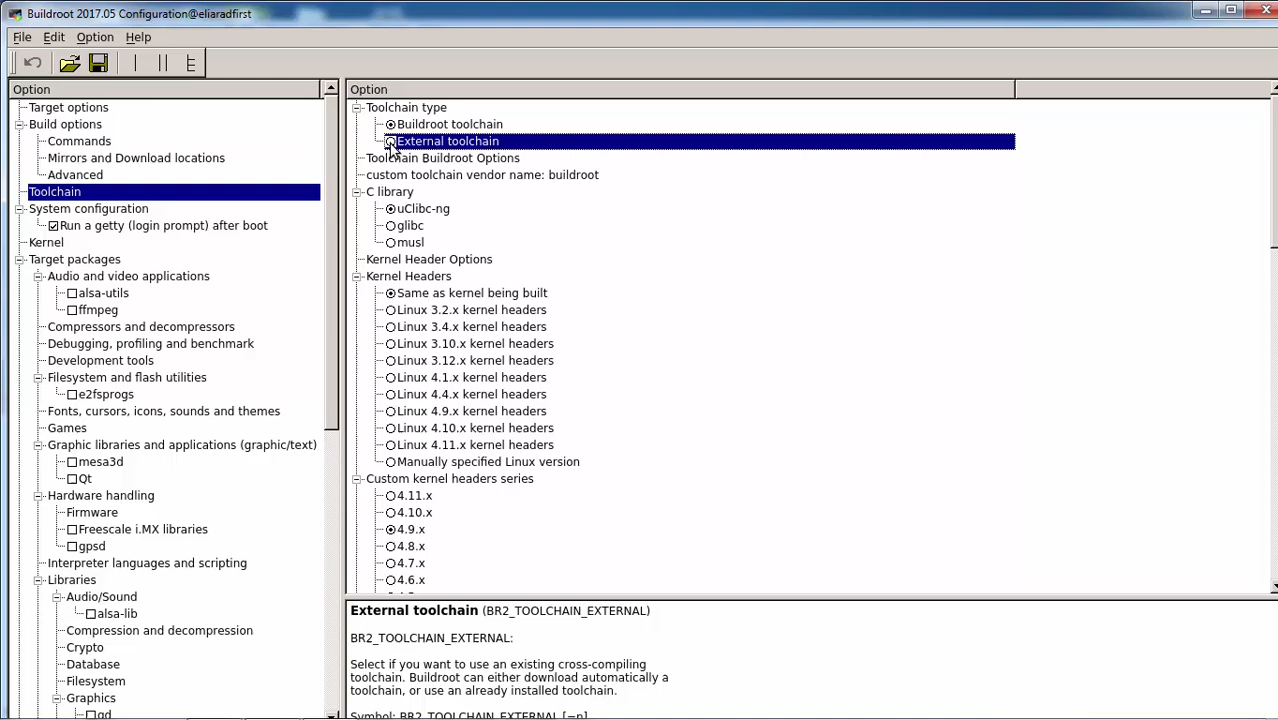 Buildroot 2017.05 Configuration@eliaradfirst
File Edit Option Help
Option
Target options
Build options
Commands
Mirrors and Download locations
Advanced
Toolchain
System configuration
Run a getty (login prompt) after boot
Kernel
Target packages
Audio and video applications
alsa-utils
ffmpeg
Compressors and decompressors
Debugging, profiling and benchmark
Development tools
Filesystem and flash utilities
e2fsprogs
Fonts, cursors, icons, sounds and themes
Games
Graphic libraries and applications (graphic/text)
mesa3d
Qt
Hardware handling
Firmware
Freescale i.MX libraries
gpsd
Interpreter languages and scripting
Libraries
Audio/Sound
alsa-lib
Compression and decompression
Crypto
Database
Filesystem
Graphics
gd
Option
Toolchain type
Buildroot toolchain
External toolchain
Toolchain Buildroot Options
custom toolchain vendor name: buildroot
C library
uClibc-ng
glibc
musl
Kernel Header Options
Kernel Headers
Same as kernel being built
Linux 3.2.x kernel headers
Linux 3.4.x kernel headers
Linux 3.10.x kernel headers
Linux 3.12.x kernel headers
Linux 4.1.x kernel headers
Linux 4.4.x kernel headers
Linux 4.9.x kernel headers
Linux 4.10.x kernel headers
Linux 4.11.x kernel headers
Manually specified Linux version
Custom kernel headers series
4.11.x
4.10.x
4.9.x
4.8.x
4.7.x
4.6.x
External toolchain (BR2_TOOLCHAIN_EXTERNAL)
BR2_TOOLCHAIN_EXTERNAL:
Select if you want to use an existing cross-compiling
toolchain. Buildroot can either download automatically a
toolchain, or use an already installed toolchain.
Symbol: BR2_TOOLCHAIN_EXTERNAL [=n]